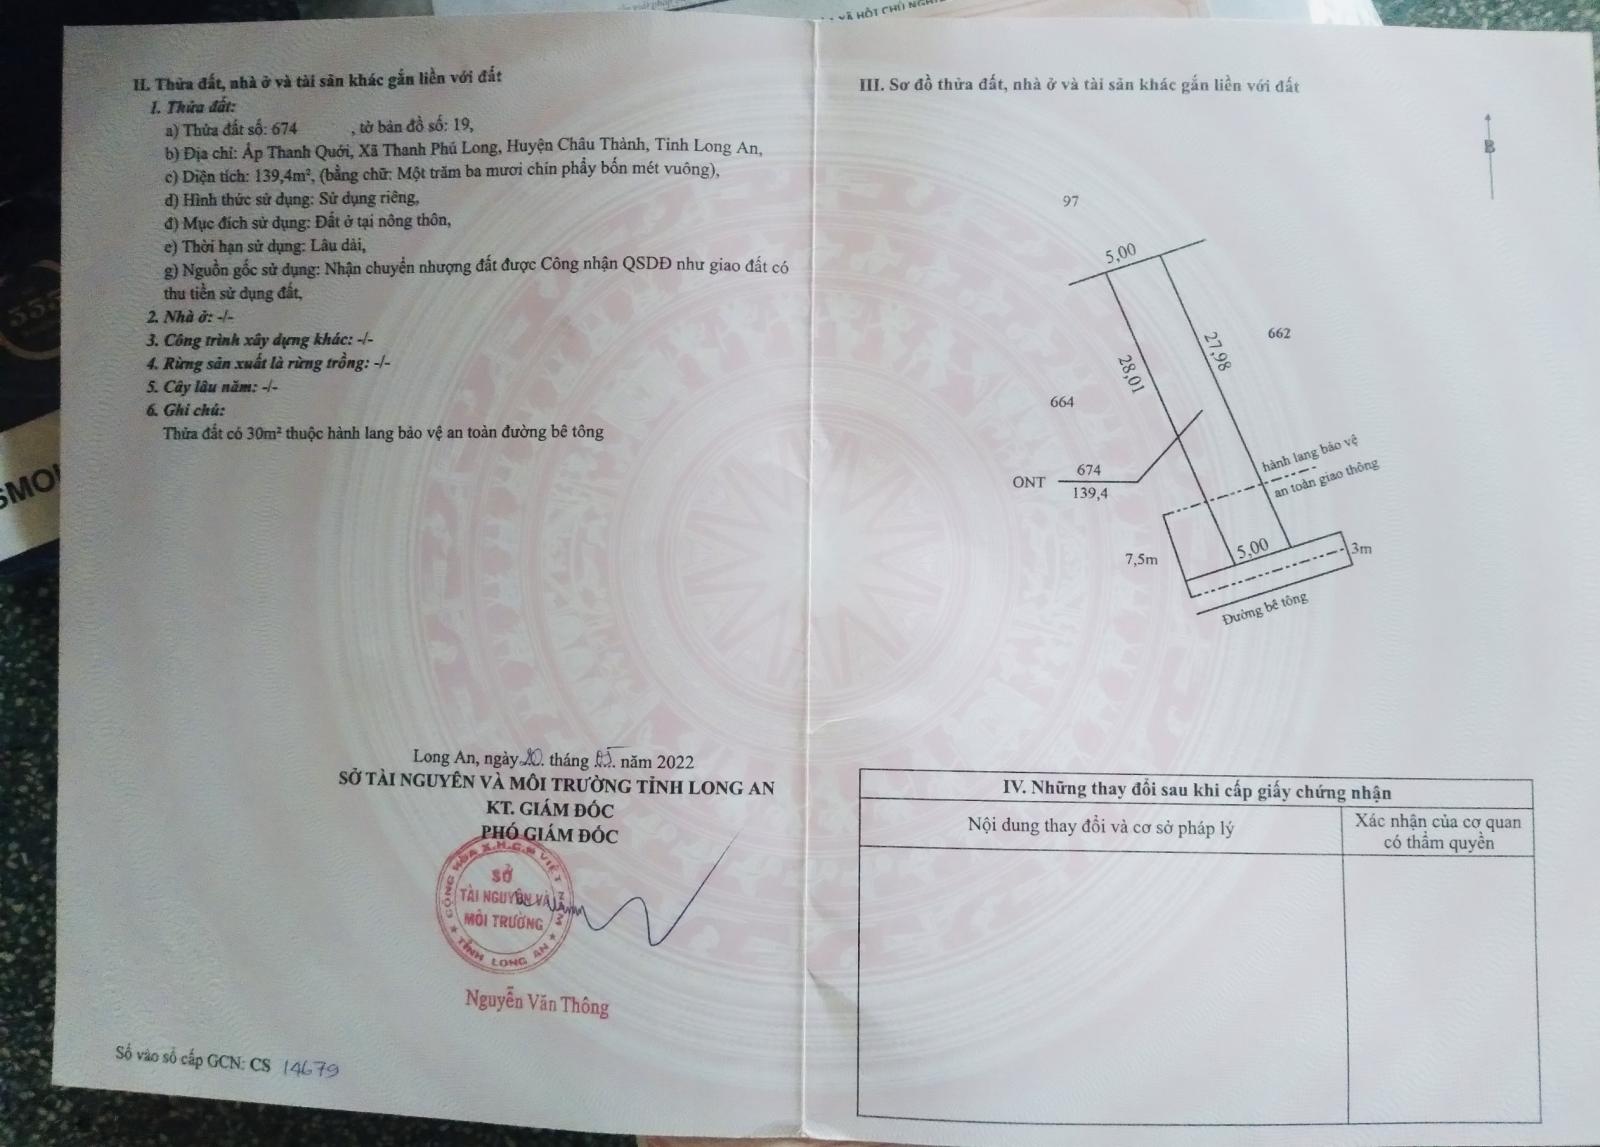 II. Thửa đất, nhà ở và tài sản khác gắn liền với đất
1. Thửa đất:
a) Thửa đất số: 674 , tờ bản đồ số: 19,
b) Địa chỉ: Ấp Thanh Quới, Xã Thanh Phú Long, Huyện Châu Thành, Tỉnh Long An,
c) Diện tích: 139,4m², (bằng chữ: Một trăm ba mươi chín phẩy bốn mét vuông),
d) Hình thức sử dụng: Sử dụng riêng,
đ) Mục đích sử dụng: Đất ở tại nông thôn,
e) Thời hạn sử dụng: Lâu dài,
g) Nguồn gốc sử dụng: Nhận chuyển nhượng đất được Công nhận QSDĐ như giao đất có
thu tiền sử dụng đất,
2. Nhà ở: -/-
3. Công trình xây dựng khác: -/-
4. Rừng sản xuất là rừng trồng: -/-
5. Cây lâu năm: -/-
6. Ghi chú:
Thửa đất có 30m² thuộc hành lang bảo vệ an toàn đường bê tông
Long An, ngày 20. tháng 05. năm 2022
SỞ TÀI NGUYÊN VÀ MÔI TRƯỜNG TỈNH LONG AN
KT. GIÁM ĐỐC
PHÓ GIÁM ĐỐC
CỘNG HÒA X.H.C.N VIỆT NAM
SỞ
TÀI NGUYÊN VÀ
MÔI TRƯỜNG
★ TỈNH LONG AN ★
Nguyễn Văn Thông
Số vào sổ cấp GCN: CS 14679
III. Sơ đồ thửa đất, nhà ở và tài sản khác gắn liền với đất
B
97
5,00
662
27,98
28,01
664
hành lang bảo vệ
an toàn giao thông
ONT
674
139,4
5,00
3m
7,5m
Đường bê tông
IV. Những thay đổi sau khi cấp giấy chứng nhận
Nội dung thay đổi và cơ sở pháp lý
Xác nhận của cơ quan
có thẩm quyền